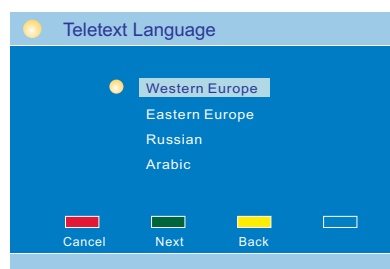 Teletext Language
Western Europe
Eastern Europe
Russian
Arabic
Cancel Next Back